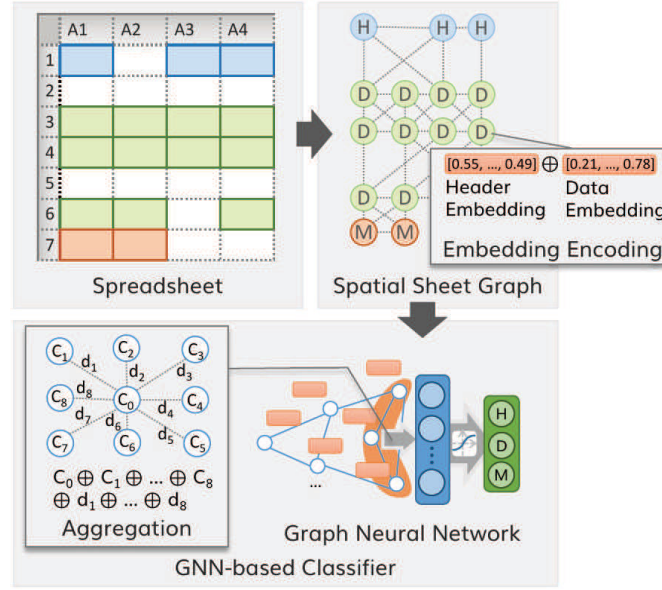 A1 A2 A3 A4
1
2
3
4
5
6
7
Spreadsheet
H H H
D D D D
D D D D
D D
M M
[0.55, ..., 0.49] ⊕ [0.21, ..., 0.78]
Header Data
Embedding Embedding
Embedding Encoding
Spatial Sheet Graph
C1 C2 C3
d1 d2 d3
C8 d8 C0 d4 C4
d7 d6 d5
C7 C6 C5
C0 ⊕ C1 ⊕ ... ⊕ C8
⊕ d1 ⊕ ... ⊕ d8
Aggregation
...
H
D
M
Graph Neural Network
GNN-based Classifier